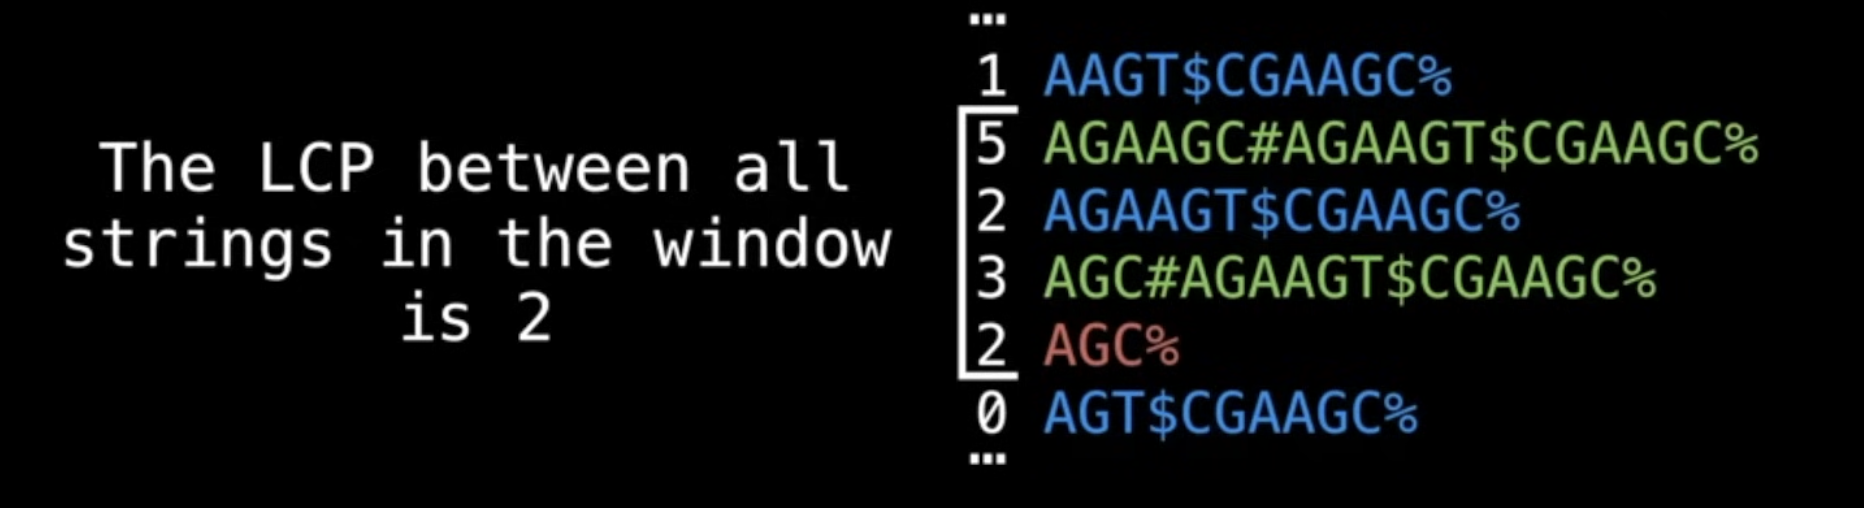 The LCP between all
strings in the window
is 2
…
1 AAGT$CGAAGC%
5 AGAAGC#AGAAGT$CGAAGC%
2 AGAAGT$CGAAGC%
3 AGC#AGAAGT$CGAAGC%
2 AGC%
0 AGT$CGAAGC%
…